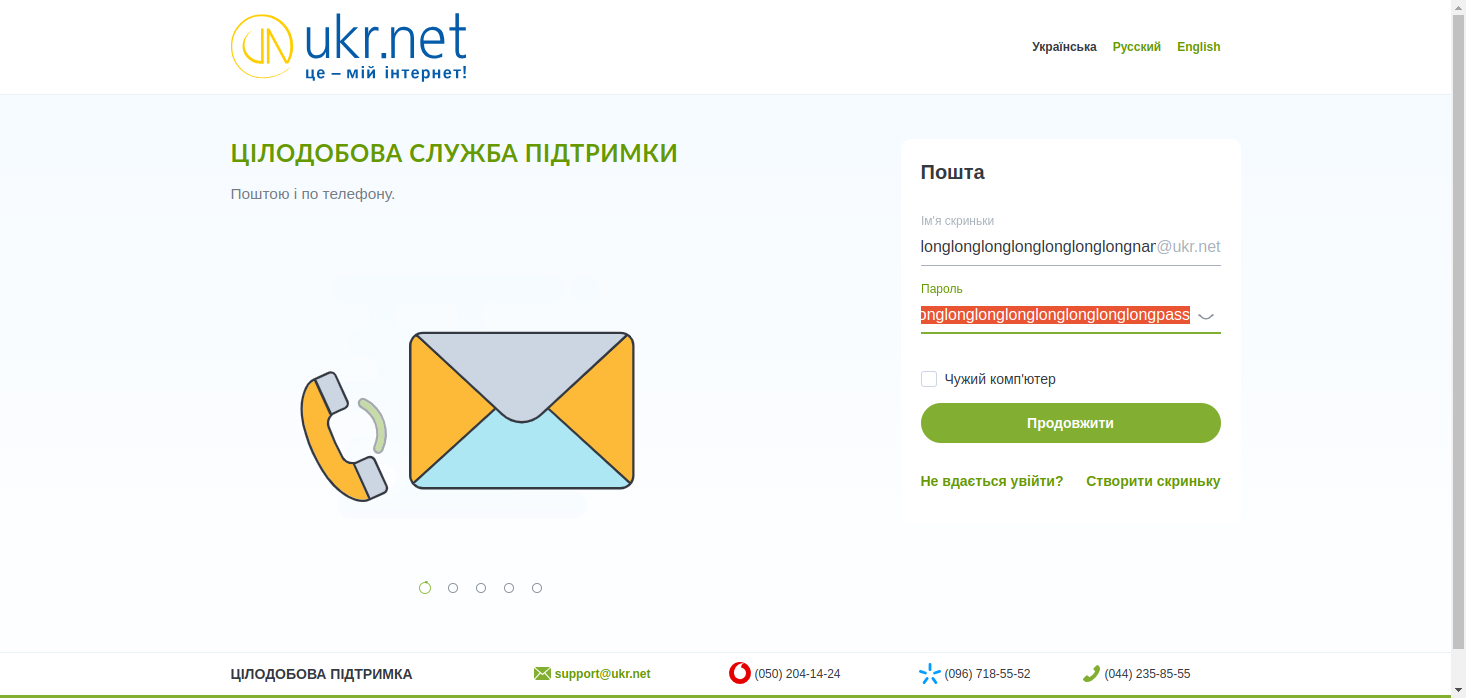 ukr.net
це – мій інтернет!
Українська Русский English
ЦІЛОДОБОВА СЛУЖБА ПІДТРИМКИ
Поштою і по телефону.
Пошта
Ім'я скриньки
longlonglonglonglonglonglongnar@ukr.net
Пароль
onglonglonglonglonglonglonglongpass
Чужий комп'ютер
Продовжити
Не вдається увійти? Створити скриньку
ЦІЛОДОБОВА ПІДТРИМКА support@ukr.net (050) 204-14-24 (096) 718-55-52 (044) 235-85-55